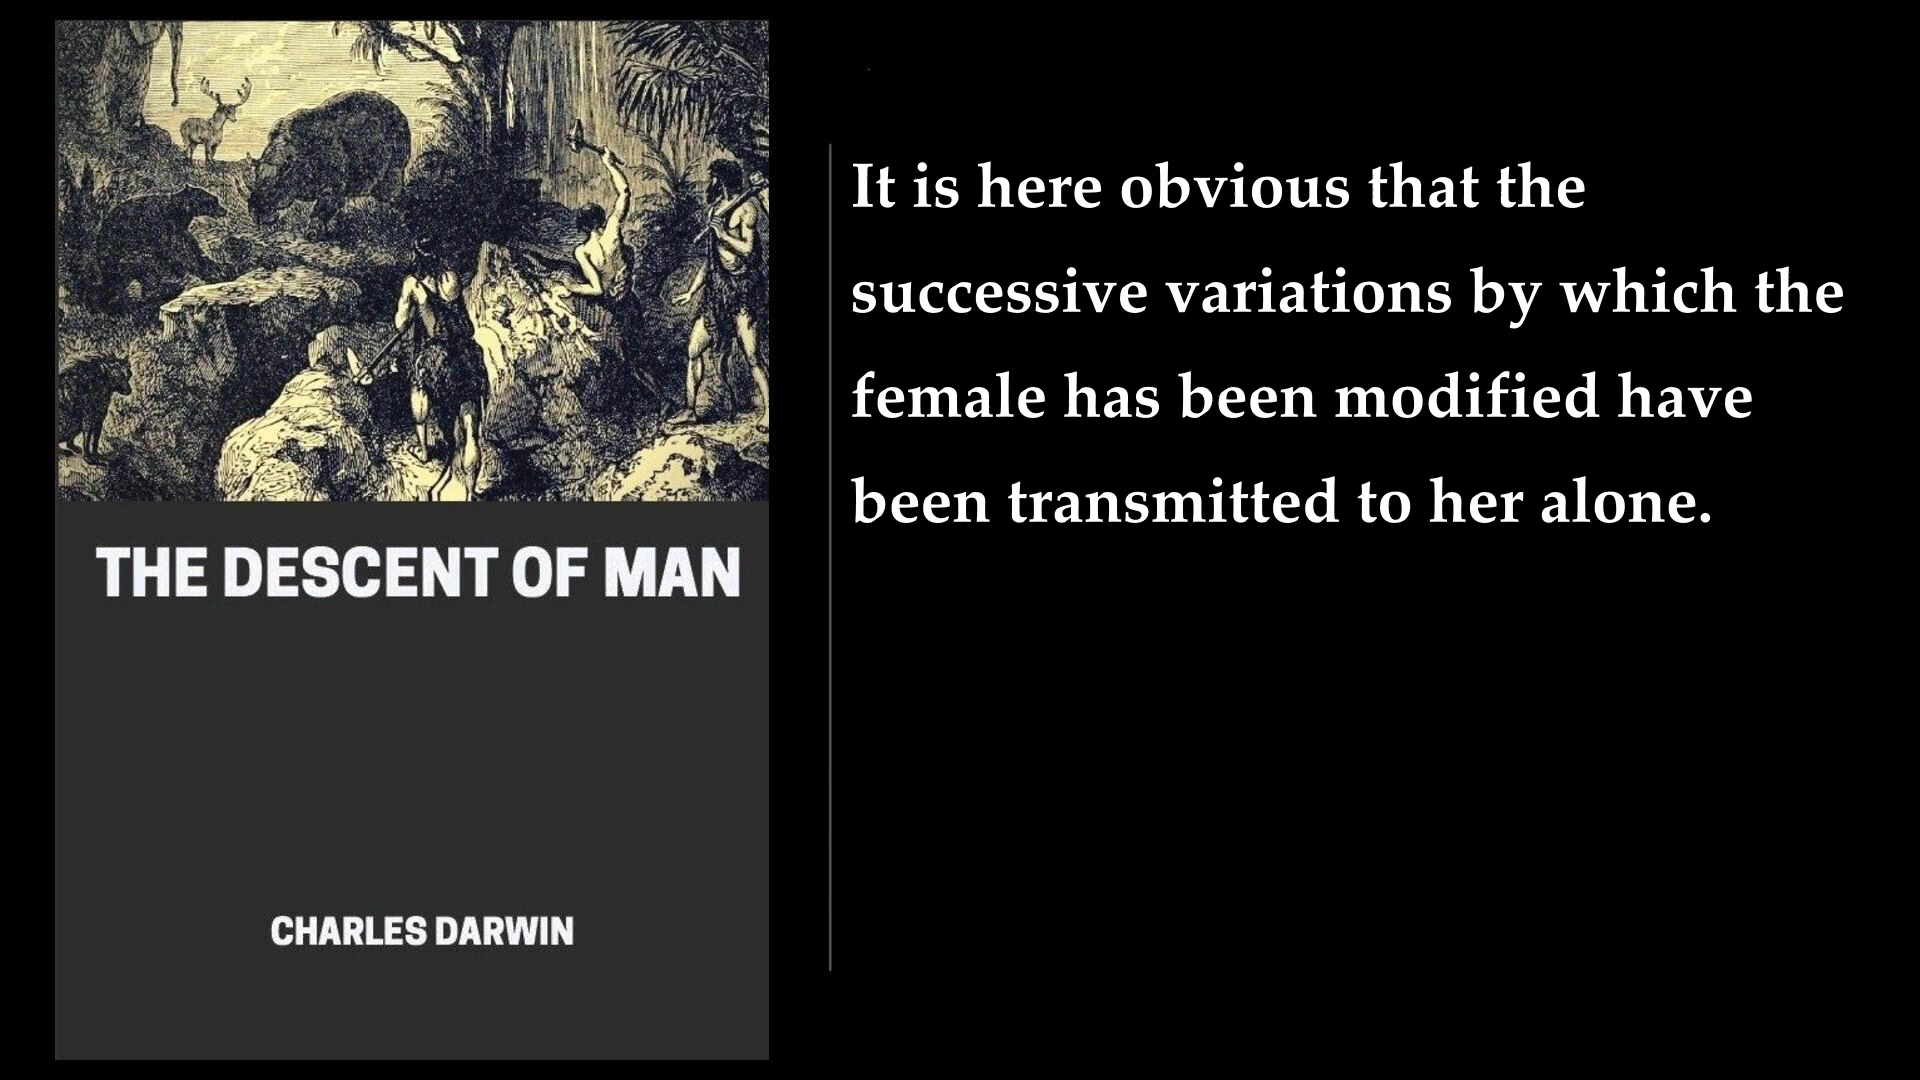 THE DESCENT OF MAN
CHARLES DARWIN
It is here obvious that the
successive variations by which the
female has been modified have
been transmitted to her alone.